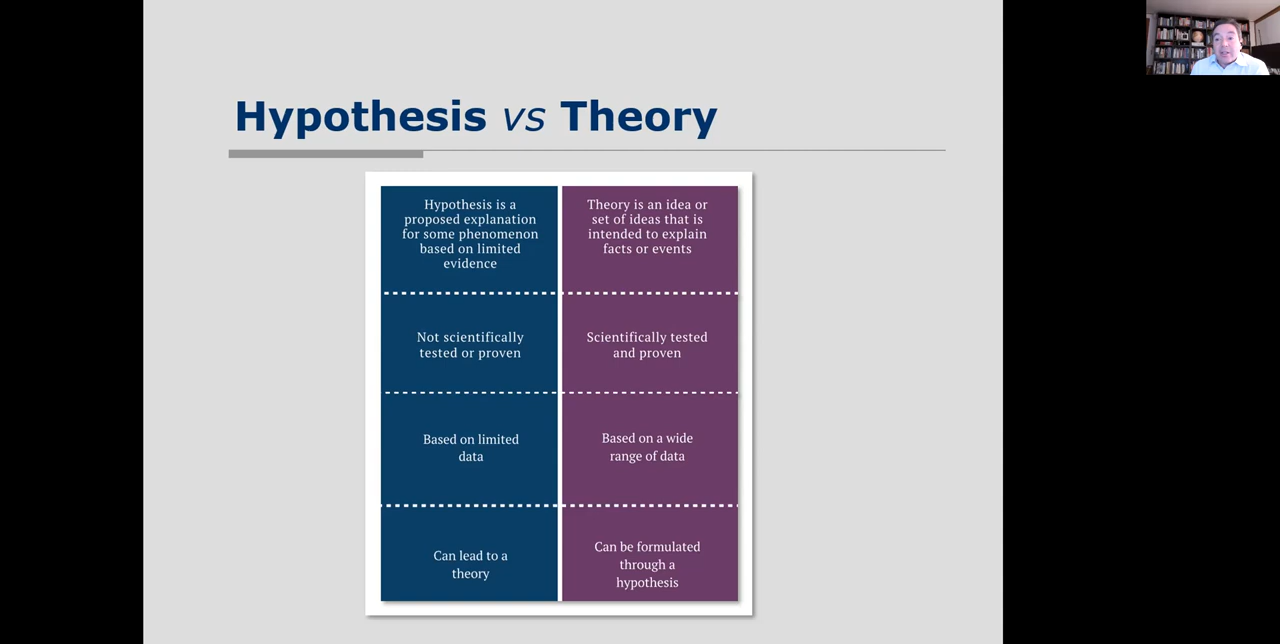 Hypothesis vs Theory
Hypothesis is a
proposed explanation
for some phenomenon
based on limited
evidence
Theory is an idea or
set of ideas that is
intended to explain
facts or events
Not scientifically
tested or proven
Scientifically tested
and proven
Based on limited
data
Based on a wide
range of data
Can lead to a
theory
Can be formulated
through a
hypothesis